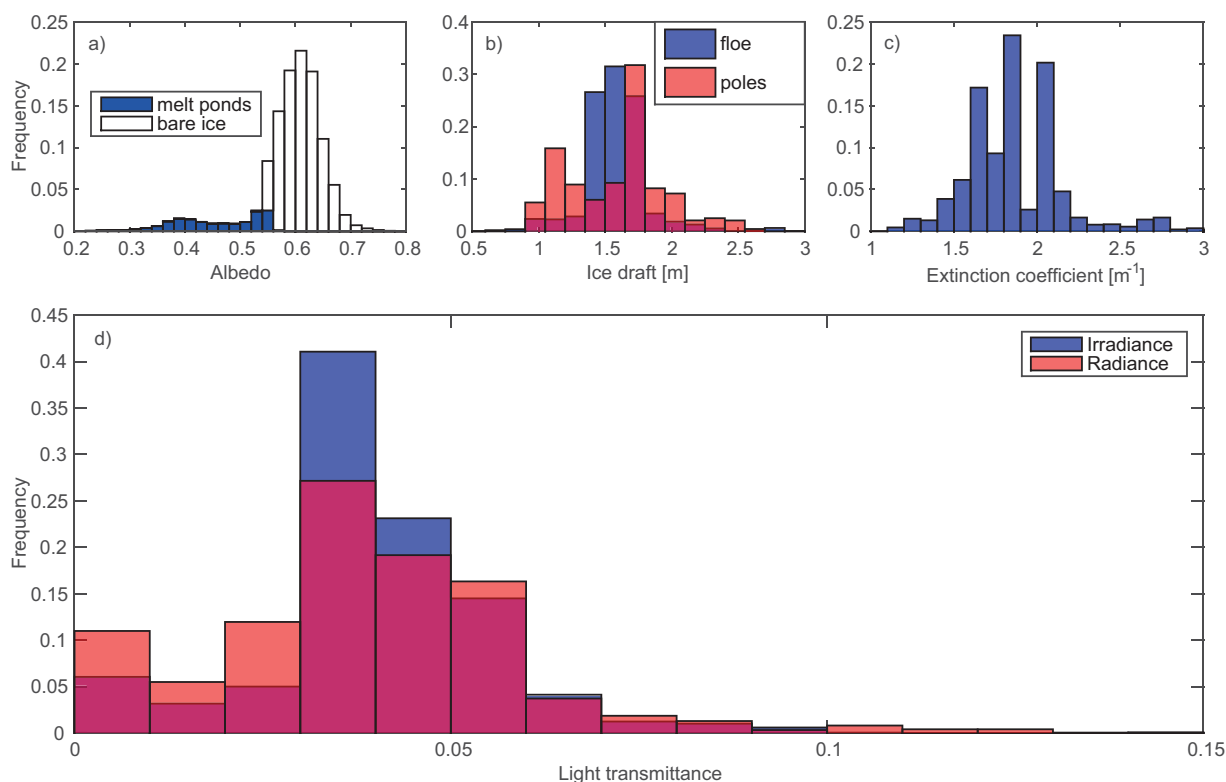 a)
melt ponds
bare ice
Frequency
0.25
0.2
0.15
0.1
0.05
0
0.2 0.3 0.4 0.5 0.6 0.7 0.8
Albedo
b)
floe
poles
0.4
0.3
0.2
0.1
0
0.5 1 1.5 2 2.5 3
Ice draft [m]
c)
0.25
0.2
0.15
0.1
0.05
0
1 1.5 2 2.5 3
Extinction coefficient [m⁻¹]
d)
Irradiance
Radiance
Frequency
0.45
0.4
0.35
0.3
0.25
0.2
0.15
0.1
0.05
0
0 0.05 0.1 0.15
Light transmittance